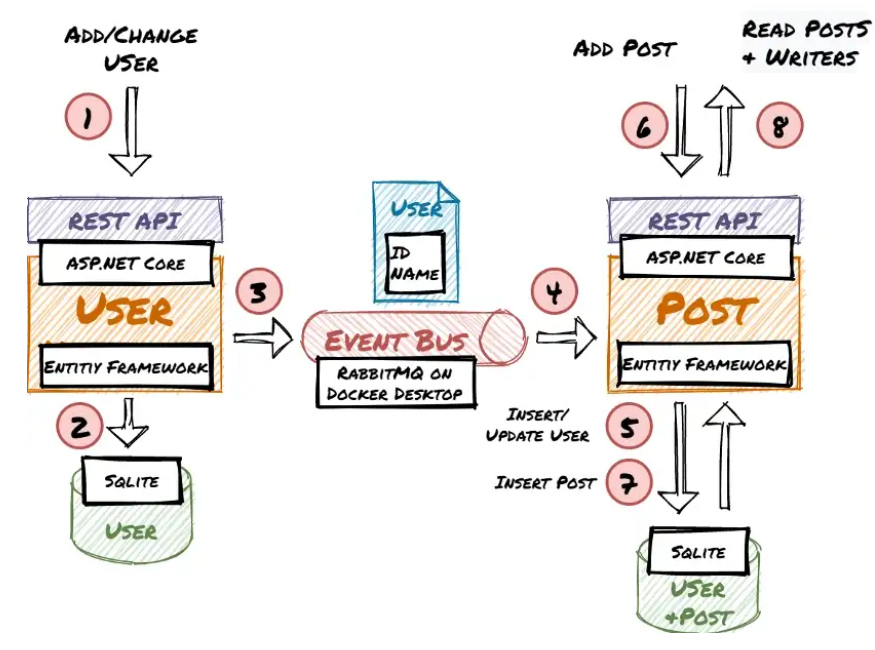 Add/Change
User
1
REST API
ASP.NET Core
User
Entitiy Framework
2
Sqlite
User
3
User
ID
Name
Event Bus
RabbitMQ on
Docker Desktop
4
Add Post
6
Read Posts
& Writers
8
REST API
ASP.NET Core
Post
Entitiy Framework
Insert/
Update User
5
Insert Post
7
Sqlite
User
+Post